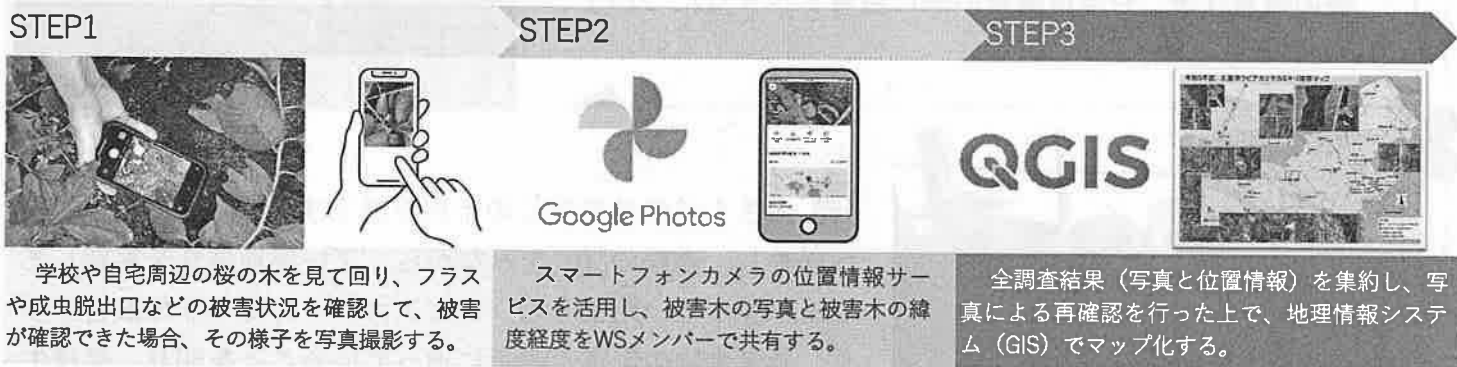 STEP1
学校や自宅周辺の桜の木を見て回り、フラス
や成虫脱出口などの被害状況を確認して、被害
が確認できた場合、その様子を写真撮影する。
STEP2
Google Photos
スマートフォンカメラの位置情報サー
ビスを活用し、被害木の写真と被害木の緯
度経度をWSメンバーで共有する。
STEP3
QGIS
全調査結果（写真と位置情報）を集約し、写
真による再確認を行った上で、地理情報システ
ム（GIS）でマップ化する。